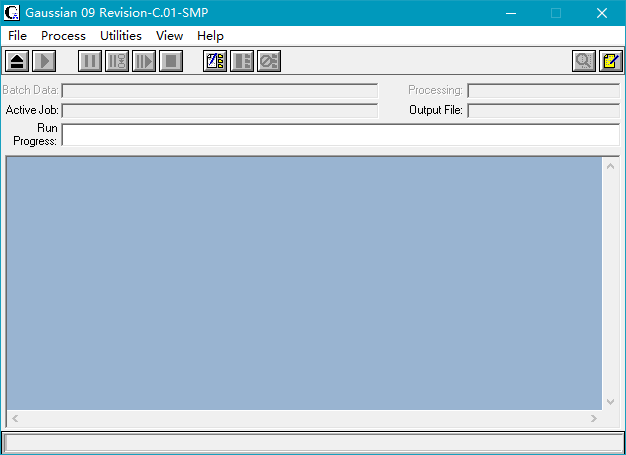 Gaussian 09 Revision-C.01-SMP
File Process Utilities View Help
Batch Data: Processing:
Active Job: Output File:
Run
Progress: